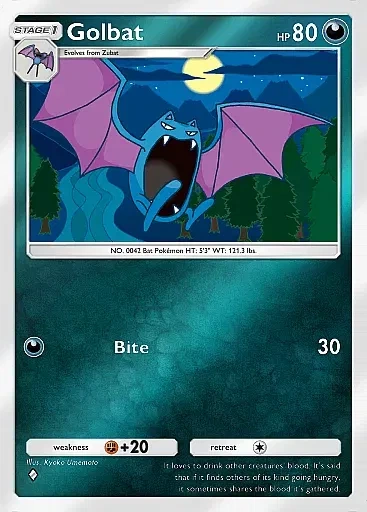 STAGE 1
Golbat
HP 80
Evolves from Zubat
NO. 0042 Bat Pokémon HT: 5'3" WT: 121.3 lbs.
Bite 30
weakness +20 retreat
Illus. Kyoko Umemoto
It loves to drink other creatures' blood. It's said
that if it finds others of its kind going hungry,
it sometimes shares the blood it's gathered.